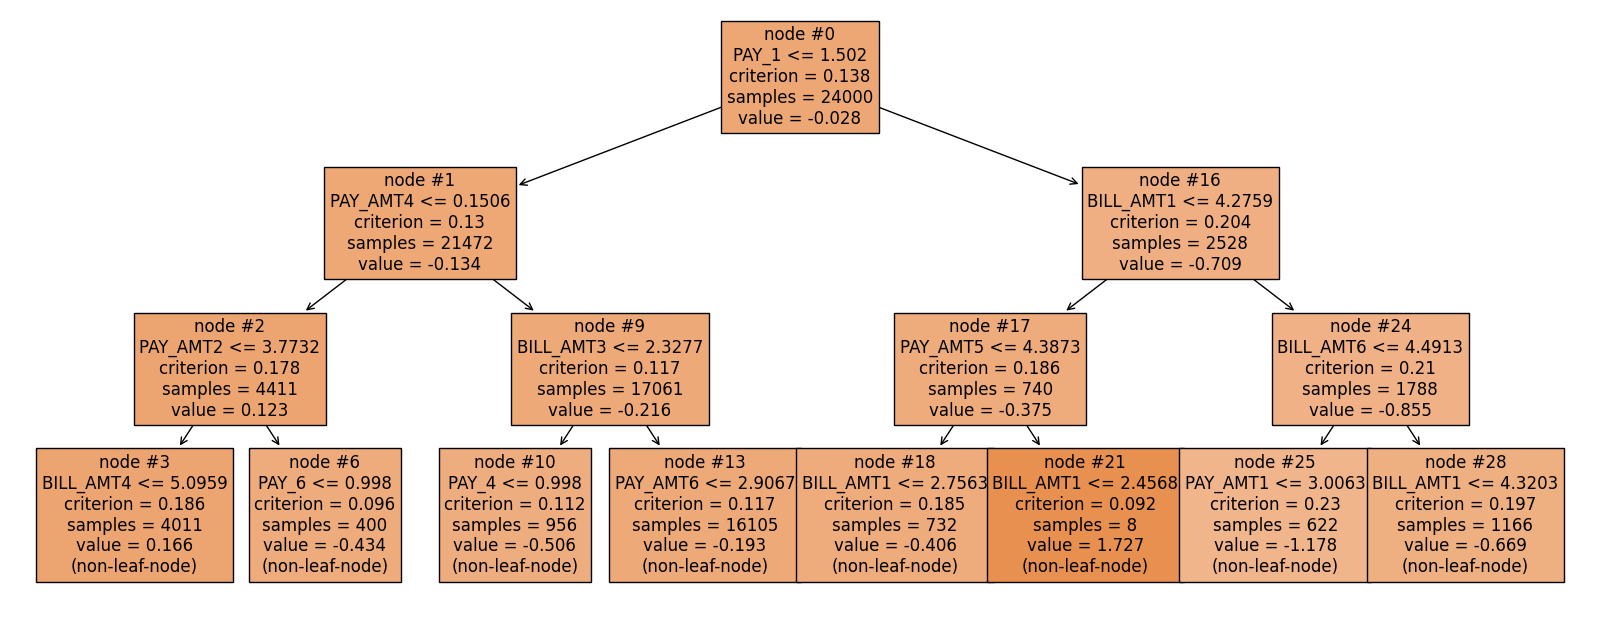 node #0
PAY_1 <= 1.502
criterion = 0.138
samples = 24000
value = -0.028
node #1
PAY_AMT4 <= 0.1506
criterion = 0.13
samples = 21472
value = -0.134
node #16
BILL_AMT1 <= 4.2759
criterion = 0.204
samples = 2528
value = -0.709
node #2
PAY_AMT2 <= 3.7732
criterion = 0.178
samples = 4411
value = 0.123
node #9
BILL_AMT3 <= 2.3277
criterion = 0.117
samples = 17061
value = -0.216
node #17
PAY_AMT5 <= 4.3873
criterion = 0.186
samples = 740
value = -0.375
node #24
BILL_AMT6 <= 4.4913
criterion = 0.21
samples = 1788
value = -0.855
node #3
BILL_AMT4 <= 5.0959
criterion = 0.186
samples = 4011
value = 0.166
(non-leaf-node)
node #6
PAY_6 <= 0.998
criterion = 0.096
samples = 400
value = -0.434
(non-leaf-node)
node #10
PAY_4 <= 0.998
criterion = 0.112
samples = 956
value = -0.506
(non-leaf-node)
node #13
PAY_AMT6 <= 2.9067
criterion = 0.117
samples = 16105
value = -0.193
(non-leaf-node)
node #18
BILL_AMT1 <= 2.7563
criterion = 0.185
samples = 732
value = -0.406
(non-leaf-node)
node #21
BILL_AMT1 <= 2.4568
criterion = 0.092
samples = 8
value = 1.727
(non-leaf-node)
node #25
PAY_AMT1 <= 3.0063
criterion = 0.23
samples = 622
value = -1.178
(non-leaf-node)
node #28
BILL_AMT1 <= 4.3203
criterion = 0.197
samples = 1166
value = -0.669
(non-leaf-node)